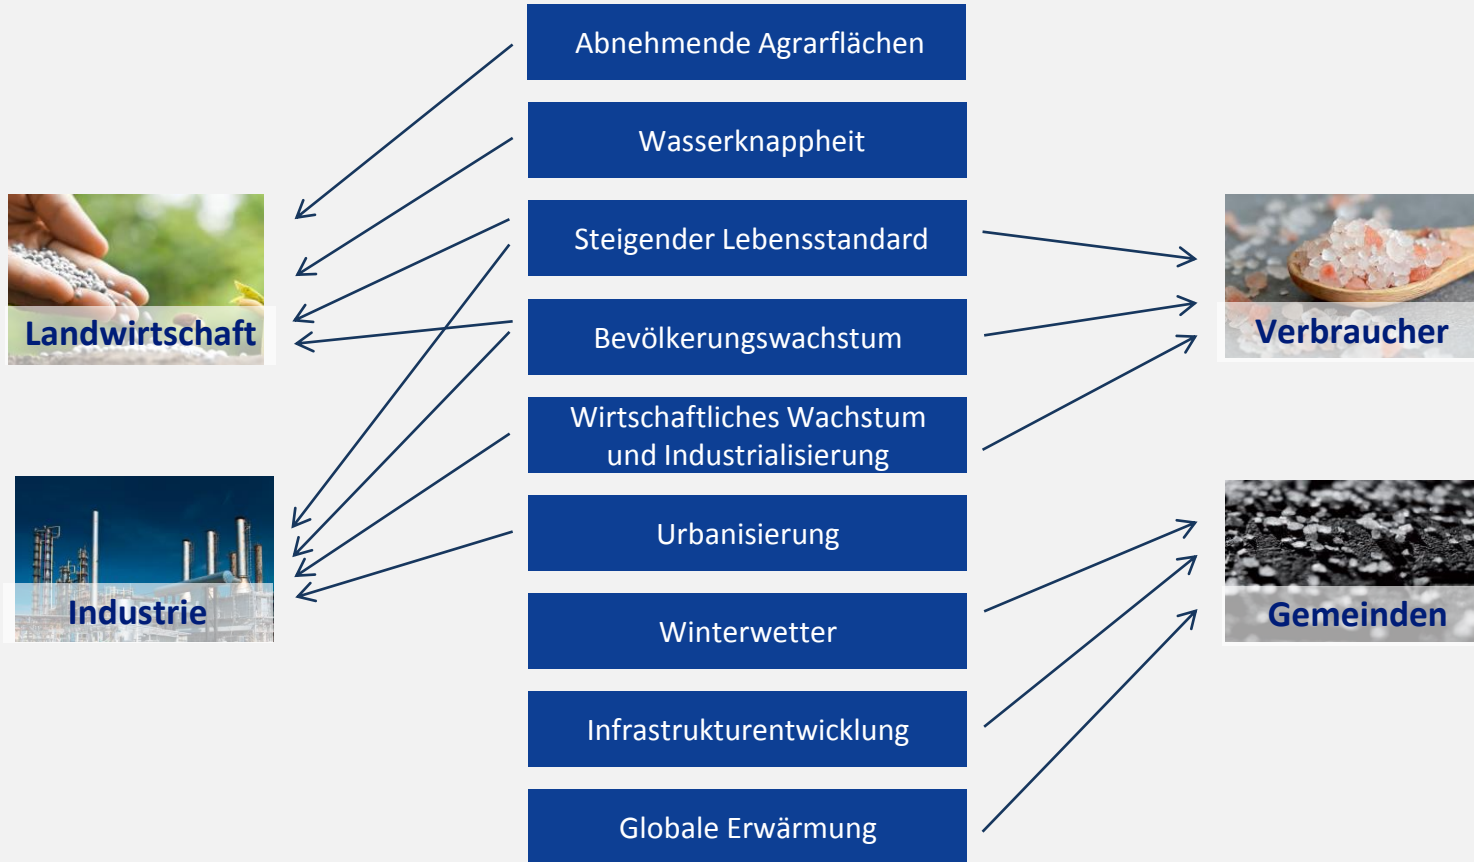 Abnehmende Agrarflächen
Wasserknappheit
Steigender Lebensstandard
Landwirtschaft
Bevölkerungswachstum
Verbraucher
Wirtschaftliches Wachstum
und Industrialisierung
Urbanisierung
Industrie
Winterwetter
Gemeinden
Infrastrukturentwicklung
Globale Erwärmung